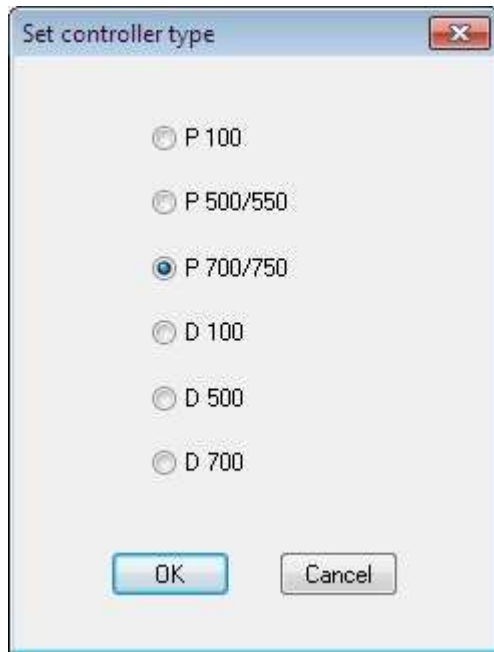 Set controller type
P 100
P 500/550
P 700/750
D 100
D 500
D 700
OK Cancel